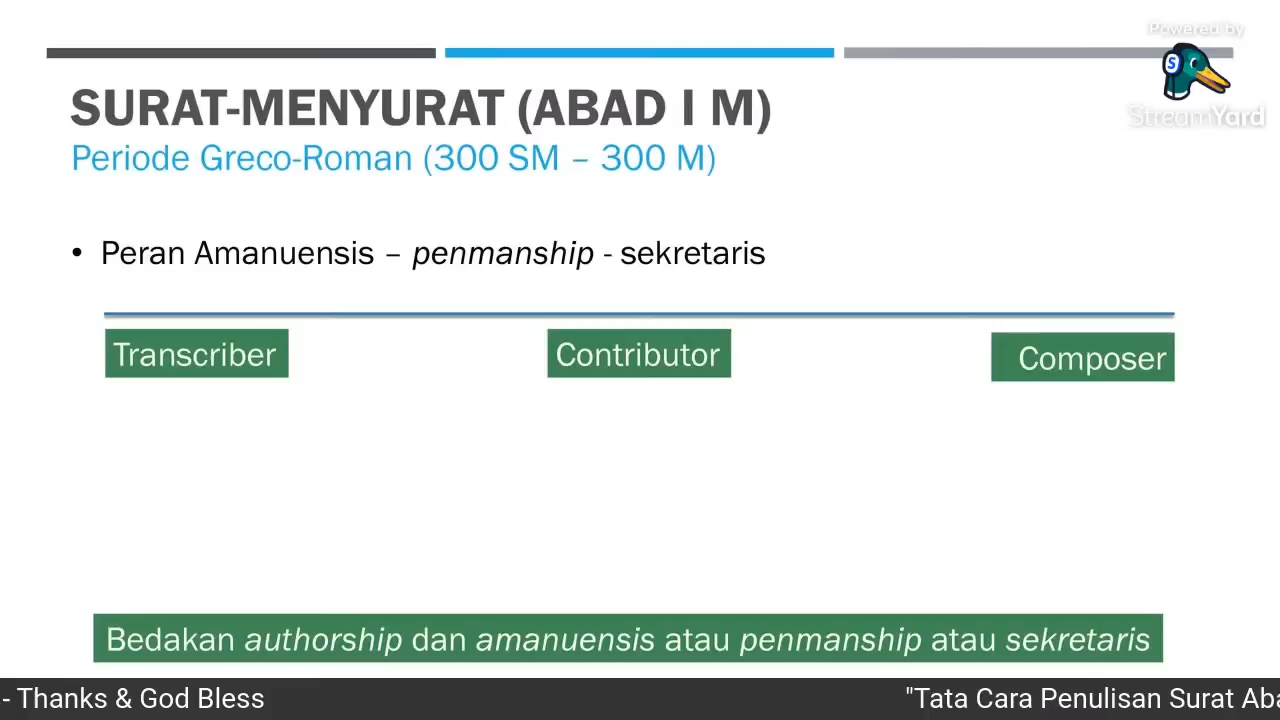 Powered by
StreamYard
SURAT-MENYURAT (ABAD I M)
Periode Greco-Roman (300 SM – 300 M)
• Peran Amanuensis – penmanship - sekretaris
Transcriber
Contributor
Composer
Bedakan authorship dan amanuensis atau penmanship atau sekretaris
- Thanks & God Bless
"Tata Cara Penulisan Surat Aba